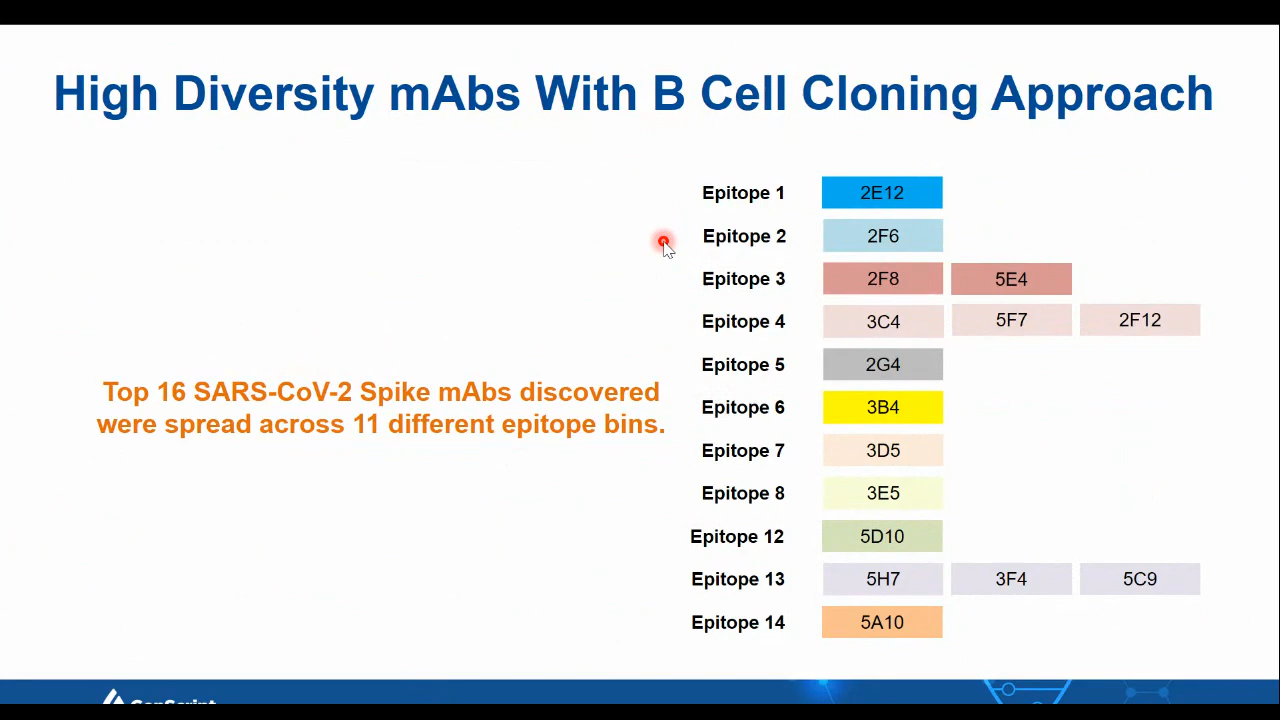 High Diversity mAbs With B Cell Cloning Approach
Top 16 SARS-CoV-2 Spike mAbs discovered
were spread across 11 different epitope bins.
Epitope 1 2E12
Epitope 2 2F6
Epitope 3 2F8 5E4
Epitope 4 3C4 5F7 2F12
Epitope 5 2G4
Epitope 6 3B4
Epitope 7 3D5
Epitope 8 3E5
Epitope 12 5D10
Epitope 13 5H7 3F4 5C9
Epitope 14 5A10
GenScript